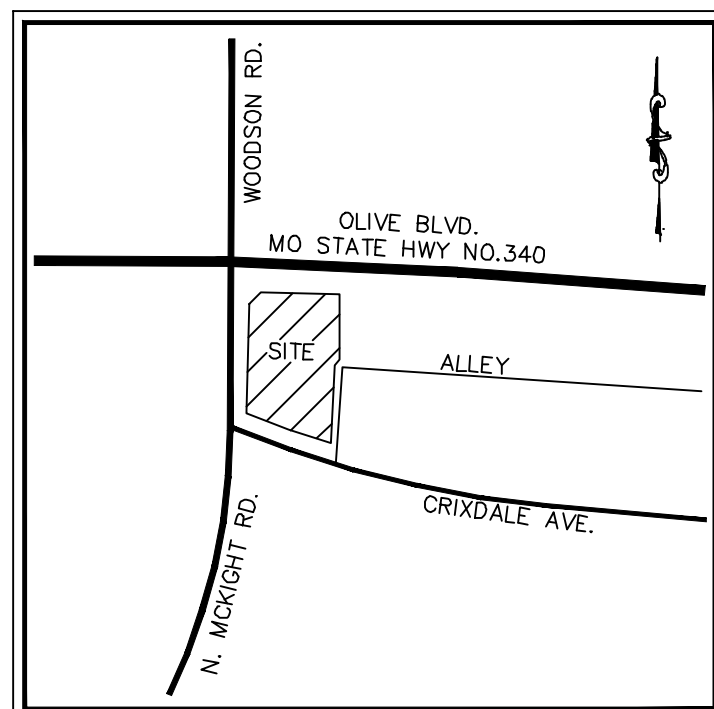 WOODSON RD.
OLIVE BLVD.
MO STATE HWY NO.340
SITE
ALLEY
CRIXDALE AVE.
N. MCKIGHT RD.